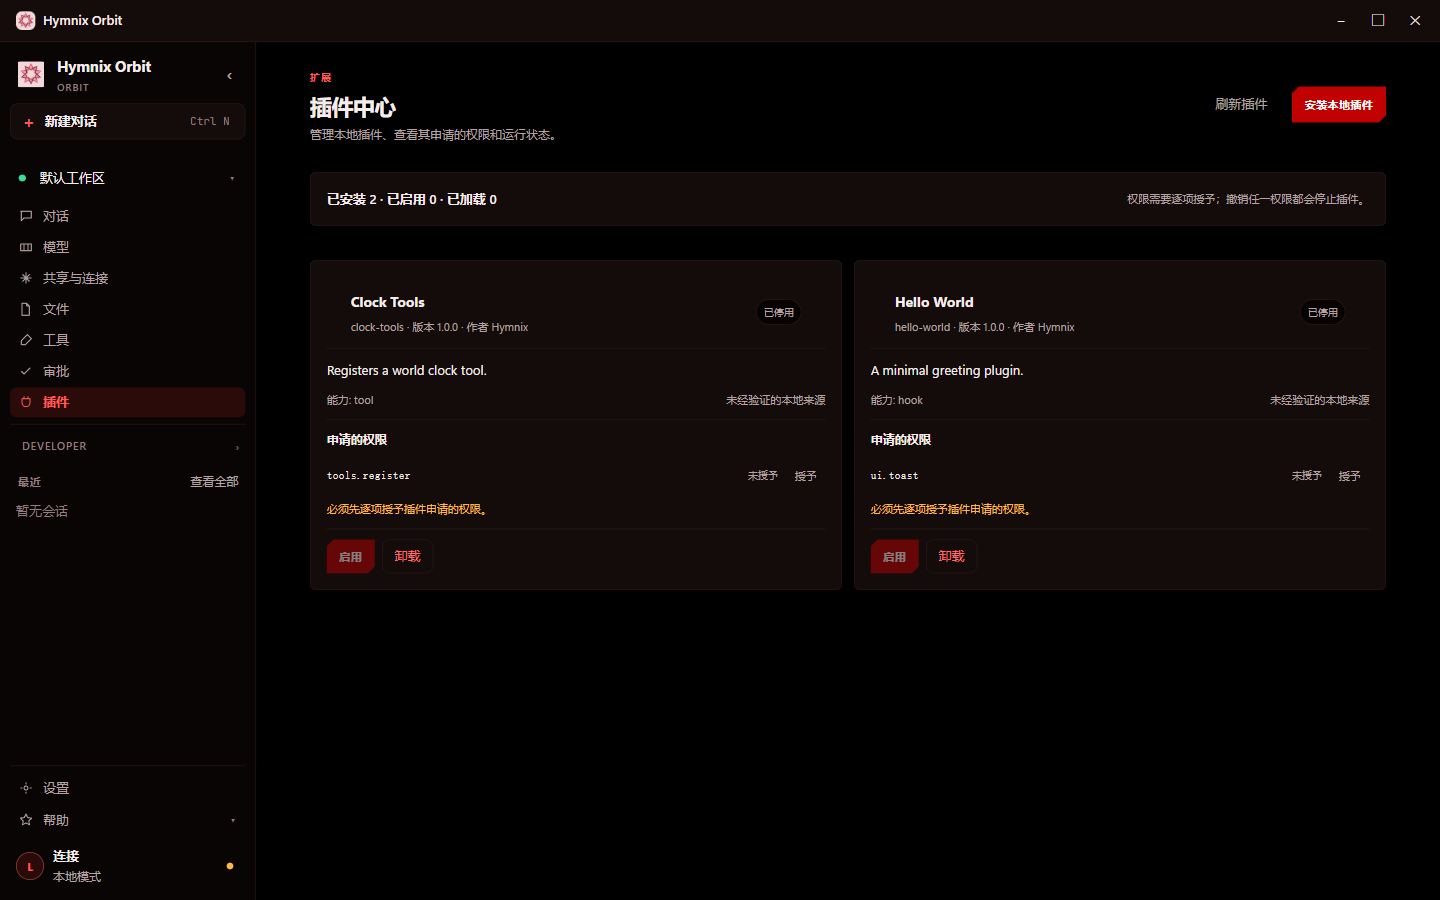 Hymnix Orbit
Hymnix Orbit
ORBIT
新建对话 Ctrl N
默认工作区
对话
模型
共享与连接
文件
工具
审批
插件
DEVELOPER
最近 查看全部
暂无会话
设置
帮助
L
连接
本地模式
扩展
插件中心
管理本地插件、查看其申请的权限和运行状态。
刷新插件
安装本地插件
已安装 2 · 已启用 0 · 已加载 0
权限需要逐项授予；撤销任一权限都会停止插件。
Clock Tools
clock-tools · 版本 1.0.0 · 作者 Hymnix
已停用
Registers a world clock tool.
能力: tool 未经验证的本地来源
申请的权限
tools.register 未授予 授予
必须先逐项授予插件申请的权限。
启用 卸载
Hello World
hello-world · 版本 1.0.0 · 作者 Hymnix
已停用
A minimal greeting plugin.
能力: hook 未经验证的本地来源
申请的权限
ui.toast 未授予 授予
必须先逐项授予插件申请的权限。
启用 卸载